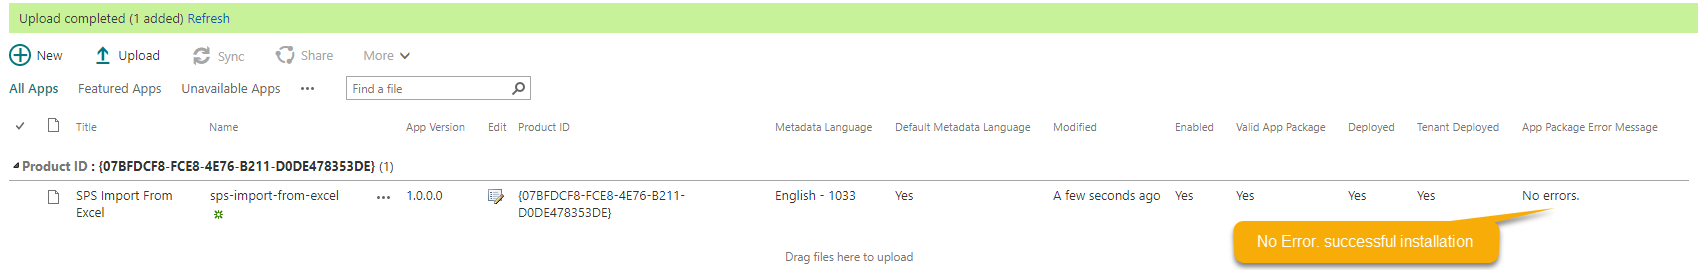 Upload completed (1 added) Refresh
New Upload Sync Share More
All Apps Featured Apps Unavailable Apps ••• Find a file
Title Name App Version Edit Product ID Metadata Language Default Metadata Language Modified Enabled Valid App Package Deployed Tenant Deployed App Package Error Message
Product ID : {07BFDCF8-FCE8-4E76-B211-D0DE478353DE} (1)
SPS Import From sps-import-from-excel ••• 1.0.0.0 {07BFDCF8-FCE8-4E76-B211- English - 1033 Yes A few seconds ago Yes Yes Yes Yes No errors.
Excel D0DE478353DE}
No Error. successful installation
Drag files here to upload